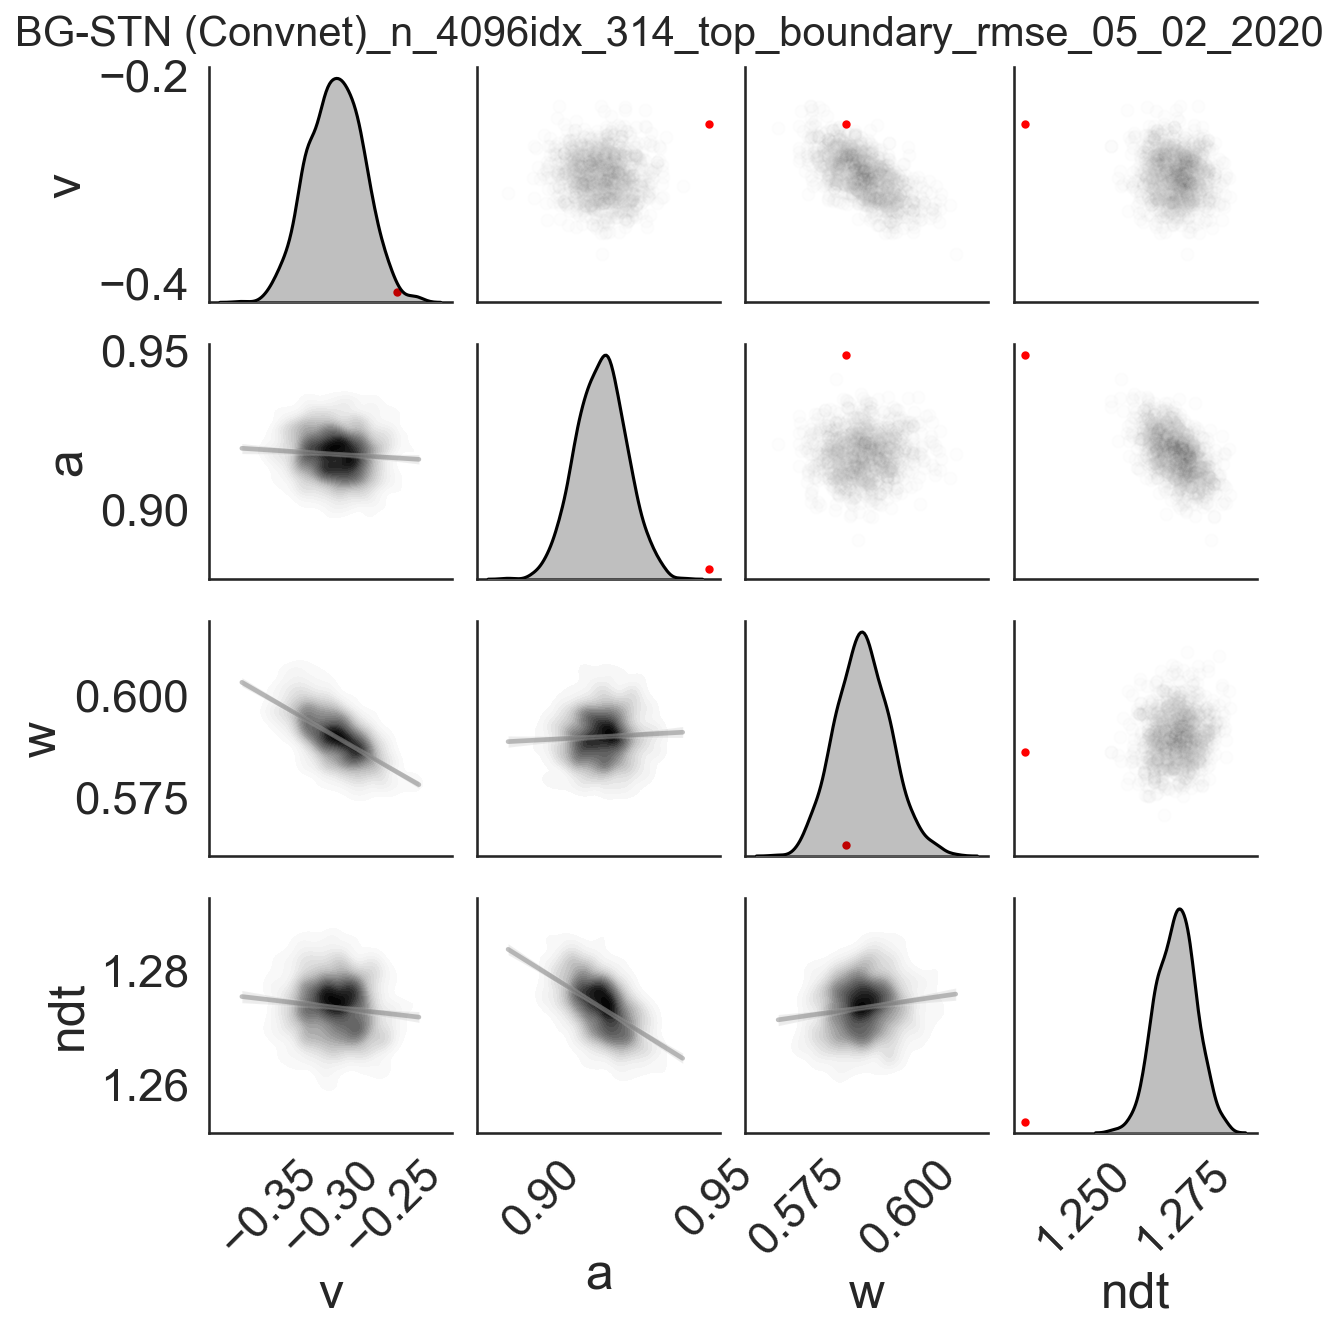 BG-STN (Convnet)_n_4096idx_314_top_boundary_rmse_05_02_2020
−0.2
v
−0.4
0.95
a
0.90
0.600
w
0.575
1.28
ndt
1.26
−0.35 −0.30 −0.25 0.90 0.95 0.575 0.600 1.250 1.275
v a w ndt